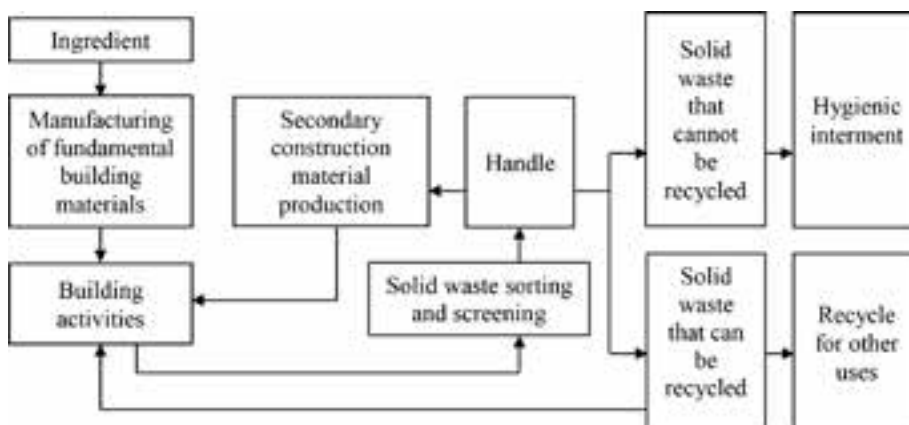 Ingredient
Manufacturing
of fundamental
building
materials
Building
activities
Secondary
construction
material
production
Handle
Solid waste sorting
and screening
Solid
waste
that
cannot
be
recycled
Hygienic
interment
Solid
waste
that can
be
recycled
Recycle
for other
uses